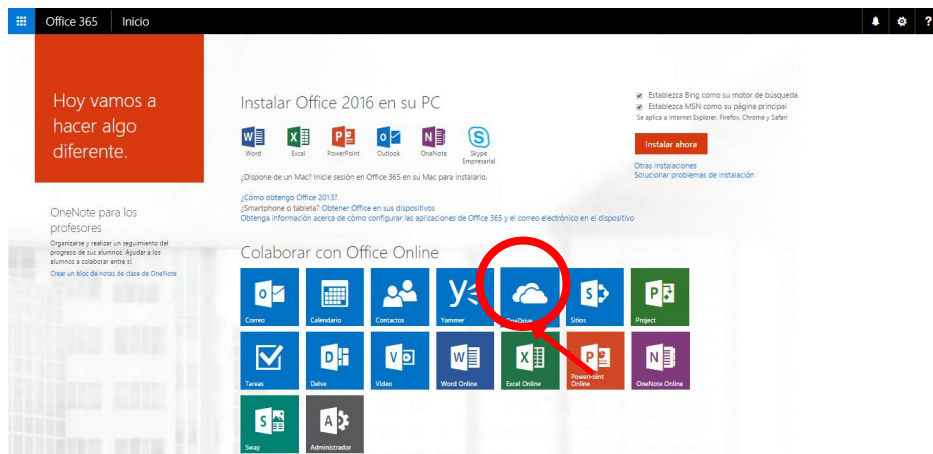 Office 365 Inicio ?
Hoy vamos a
hacer algo
diferente.
OneNote para los
profesores
Organizarse y realizar un seguimiento del
progreso de sus alumnos. Ayudar a los
alumnos a colaborar entre sí.
Crear un bloc de notas de clase de OneNote
Instalar Office 2016 en su PC
Word Excel PowerPoint Outlook OneNote Skype
Empresarial
¿Dispone de un Mac? Inicie sesión en Office 365 en su Mac para instalarlo.
¿Cómo obtengo Office 2013?
¿Smartphone o tableta? Obtener Office en sus dispositivos
Obtenga información acerca de cómo configurar las aplicaciones de Office 365 y el correo electrónico en el dispositivo
Establezca Bing como su motor de búsqueda
Establezca MSN como su página principal
Se aplica a Internet Explorer, Firefox, Chrome y Safari
Instalar ahora
Otras instalaciones
Solucionar problemas de instalación
Colaborar con Office Online
Correo Calendario Contactos Yammer OneDrive Sitios Project
Tareas Delve Video Word Online Excel Online PowerPoint
Online OneNote Online
Sway Administrador